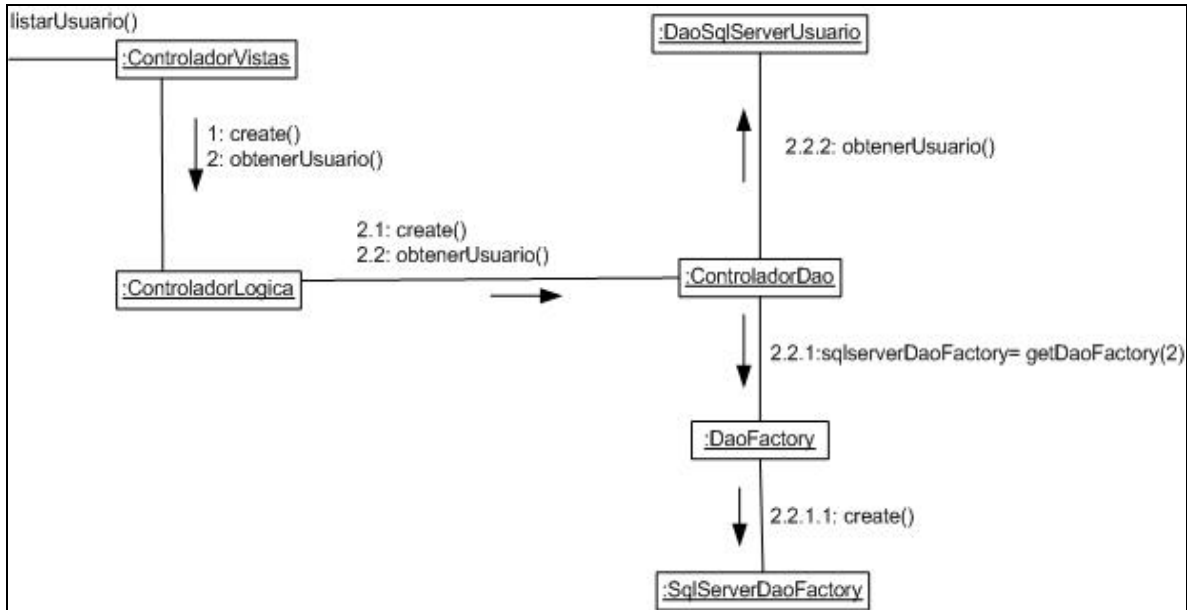 listarUsuario()
:ControladorVistas
:DaoSqlServerUsuario
1: create()
2: obtenerUsuario()
2.2.2: obtenerUsuario()
2.1: create()
2.2: obtenerUsuario()
:ControladorLogica
:ControladorDao
2.2.1:sqlserverDaoFactory= getDaoFactory(2)
:DaoFactory
2.2.1.1: create()
:SqlServerDaoFactory